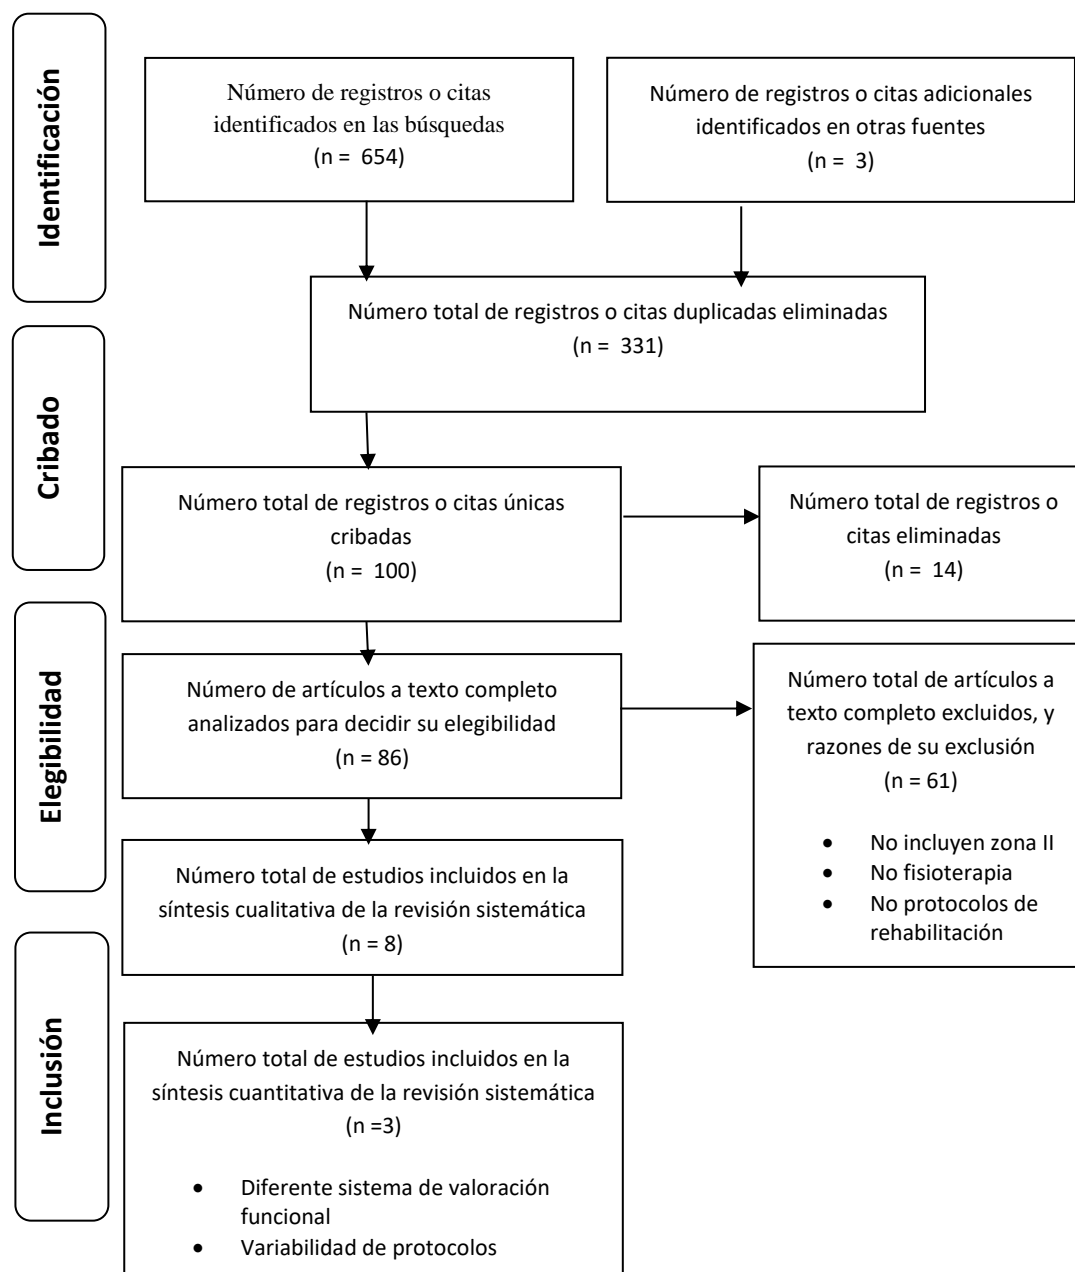 Identificación
Número de registros o citas
identificados en las búsquedas
(n = 654)
Número de registros o citas adicionales
identificados en otras fuentes
(n = 3)
Número total de registros o citas duplicadas eliminadas
(n = 331)
Cribado
Número total de registros o citas únicas
cribadas
(n = 100)
Número total de registros o
citas eliminadas
(n = 14)
Elegibilidad
Número de artículos a texto completo
analizados para decidir su elegibilidad
(n = 86)
Número total de artículos a
texto completo excluidos, y
razones de su exclusión
(n = 61)
• No incluyen zona II
• No fisioterapia
• No protocolos de
rehabilitación
Número total de estudios incluidos en la
síntesis cualitativa de la revisión sistemática
(n = 8)
Inclusión
Número total de estudios incluidos en la
síntesis cuantitativa de la revisión sistemática
(n =3)
• Diferente sistema de valoración
funcional
• Variabilidad de protocolos